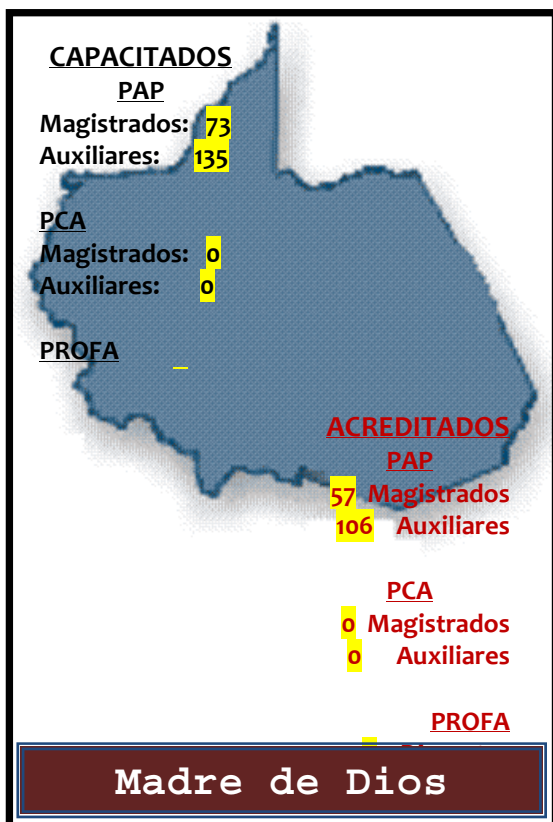 CAPACITADOS
PAP
Magistrados: 73
Auxiliares: 135
PCA
Magistrados: 0
Auxiliares: 0
PROFA
ACREDITADOS
PAP
57 Magistrados
106 Auxiliares
PCA
0 Magistrados
0 Auxiliares
PROFA
Madre de Dios